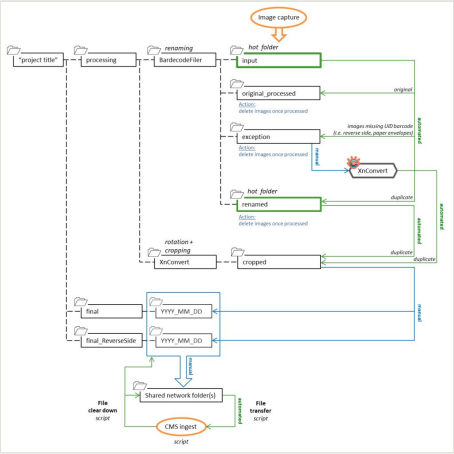 Image capture
renaming
hot_folder
"project title"
processing
BardecodeFiler
input
original_processed
original
Action:
delete images once processed
automated
exception
images missing UID barcode
(i.e. reverse side, paper envelopes)
Action:
delete images once processed
manual
XnConvert
hot_folder
renamed
duplicate
Action:
delete images once processed
automated
automated
rotation +
cropping
XnConvert
cropped
duplicate
duplicate
manual
final
YYYY_MM_DD
final_ReverseSide
YYYY_MM_DD
manual
Shared network folder(s)
File
clear down
script
automated
File
transfer
script
CMS ingest
script